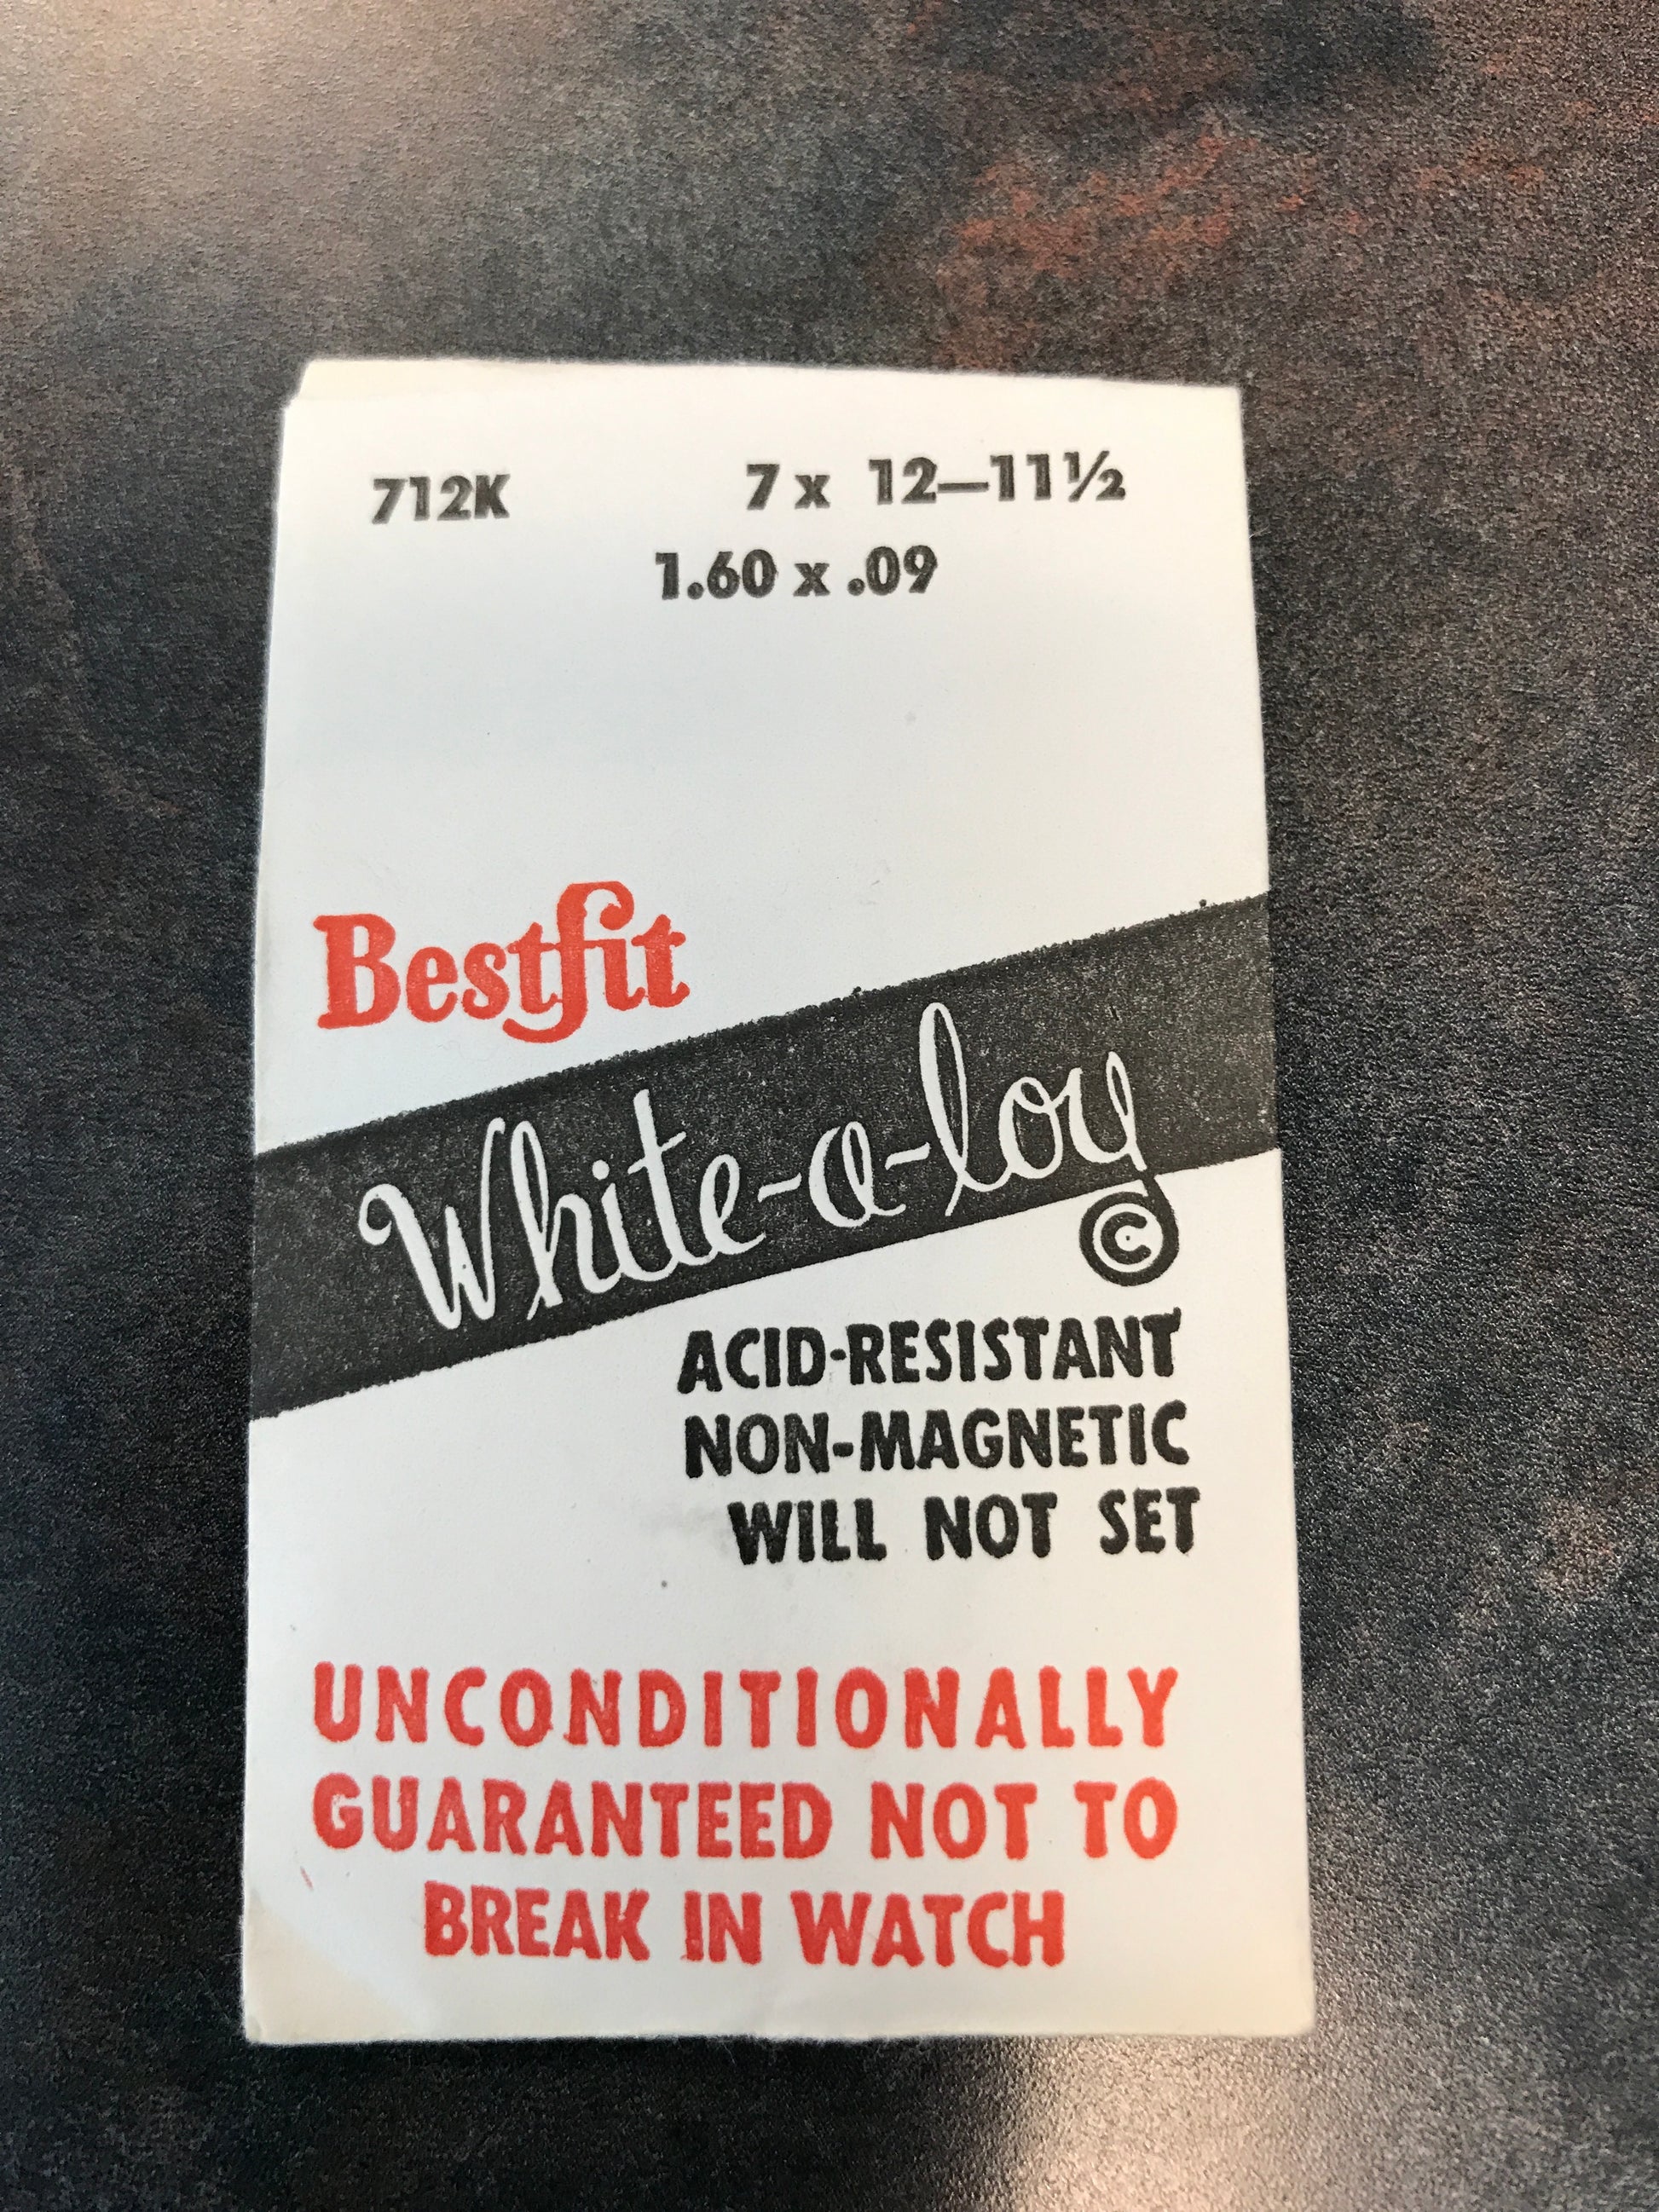 712K 7 x 12—11½
1.60 x .09
Bestfit
White-a-loy
©
ACID-RESISTANT
NON-MAGNETIC
WILL NOT SET
UNCONDITIONALLY
GUARANTEED NOT TO
BREAK IN WATCH